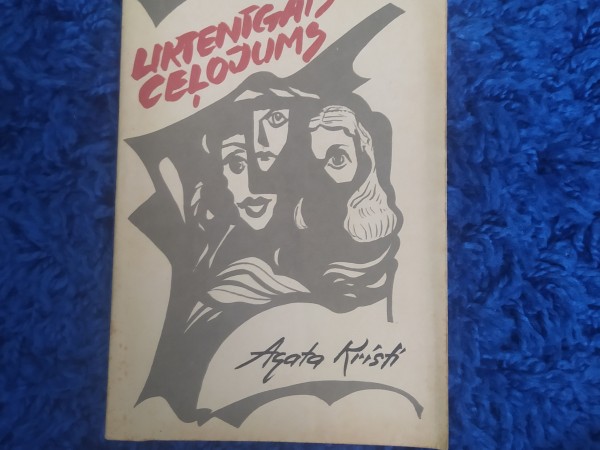 LIKTENĪGAIS
CEĻOJUMS
Agata Kristi